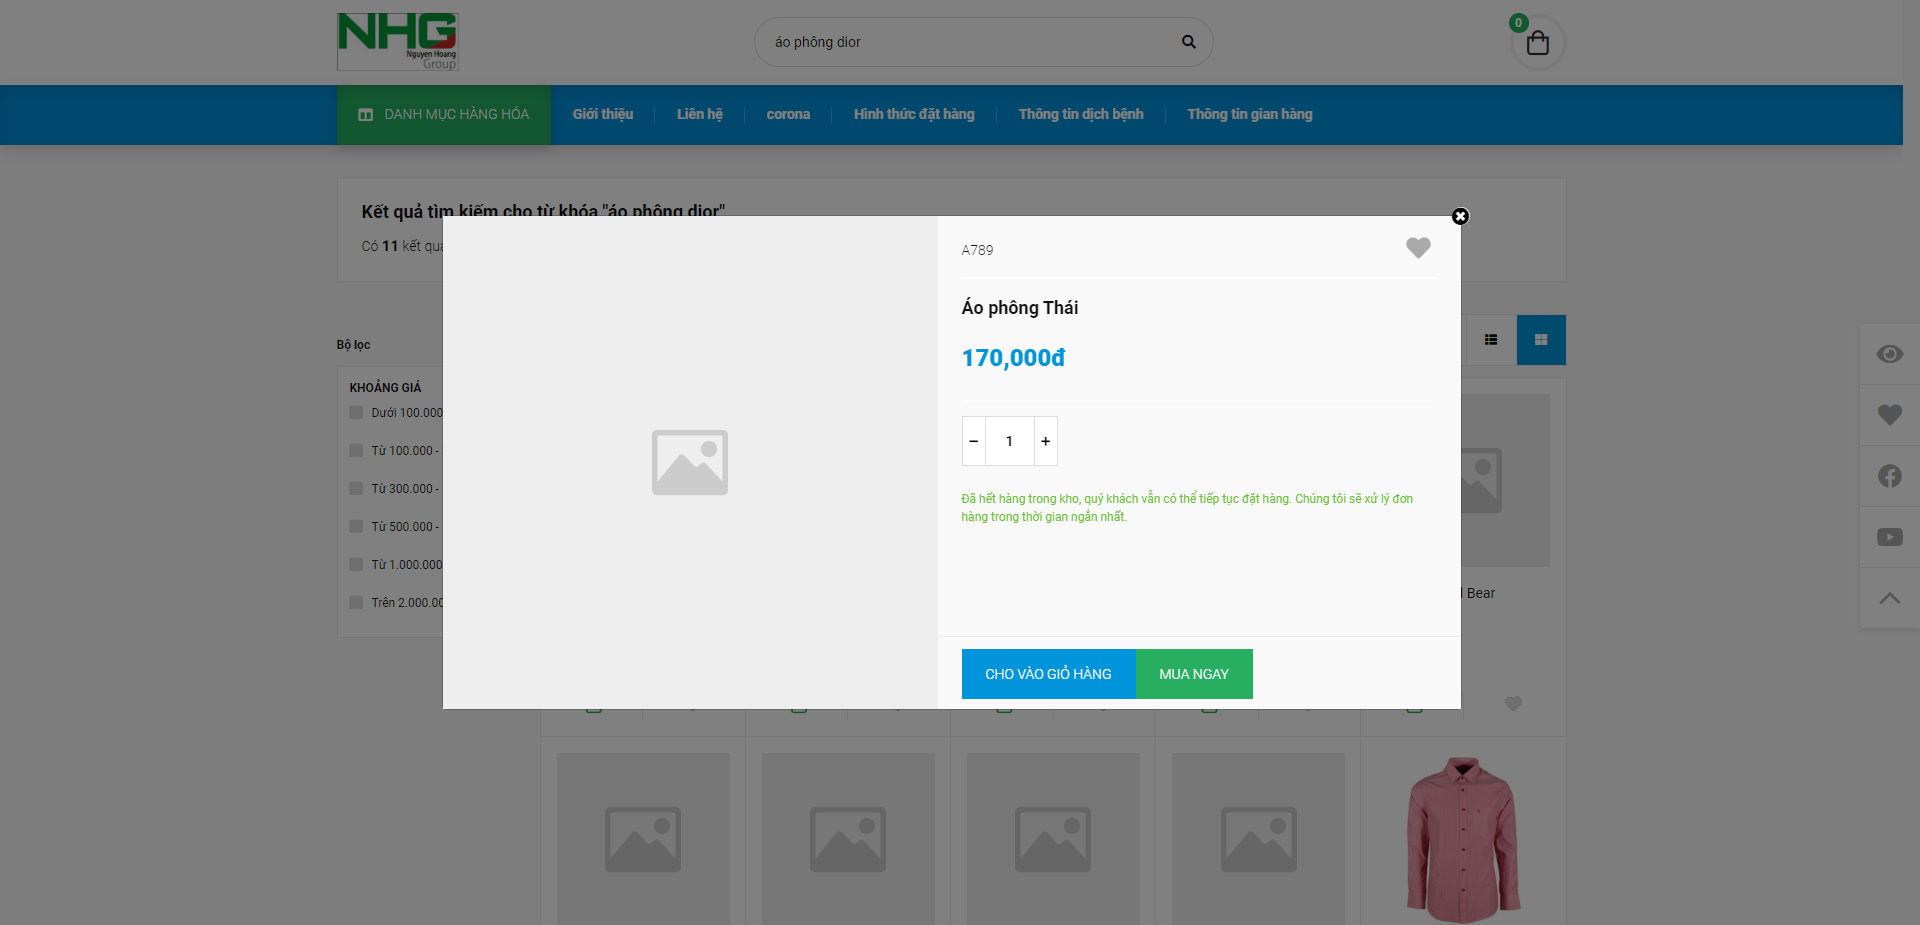 NHG
Nguyen Hoang
Group
áo phông dior
0
DANH MỤC HÀNG HÓA
Giới thiệu
Liên hệ
corona
Hình thức đặt hàng
Thông tin dịch bệnh
Thông tin gian hàng
Kết quả tìm kiếm cho từ khóa "áo phông dior"
Có 11 kết quả
A789
Áo phông Thái
170,000đ
− 1 +
Đã hết hàng trong kho, quý khách vẫn có thể tiếp tục đặt hàng. Chúng tôi sẽ xử lý đơn
hàng trong thời gian ngắn nhất.
CHO VÀO GIỎ HÀNG
MUA NGAY
Bộ lọc
KHOẢNG GIÁ
Dưới 100.000
Từ 100.000 -
Từ 300.000 -
Từ 500.000 -
Từ 1.000.000
Trên 2.000.00
Bear